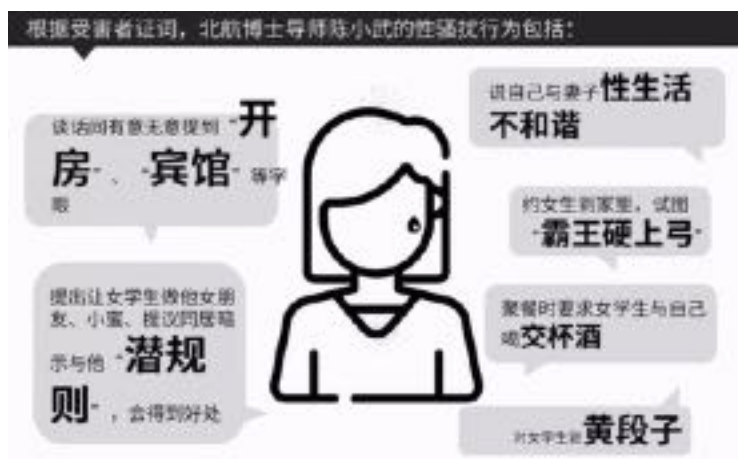 根据受害者证词，北航博士导师陈小武的性骚扰行为包括：
谈话间有意无意提到“开
房”、“宾馆”等字
眼
说自己与妻子性生活
不和谐
约女生到家里，试图
“霸王硬上弓”
提出让女学生做他女朋
友、小蜜、提议同居暗
示与他“潜规
则”，会得到好处
聚餐时要求女学生与自己
喝交杯酒
对女学生说黄段子